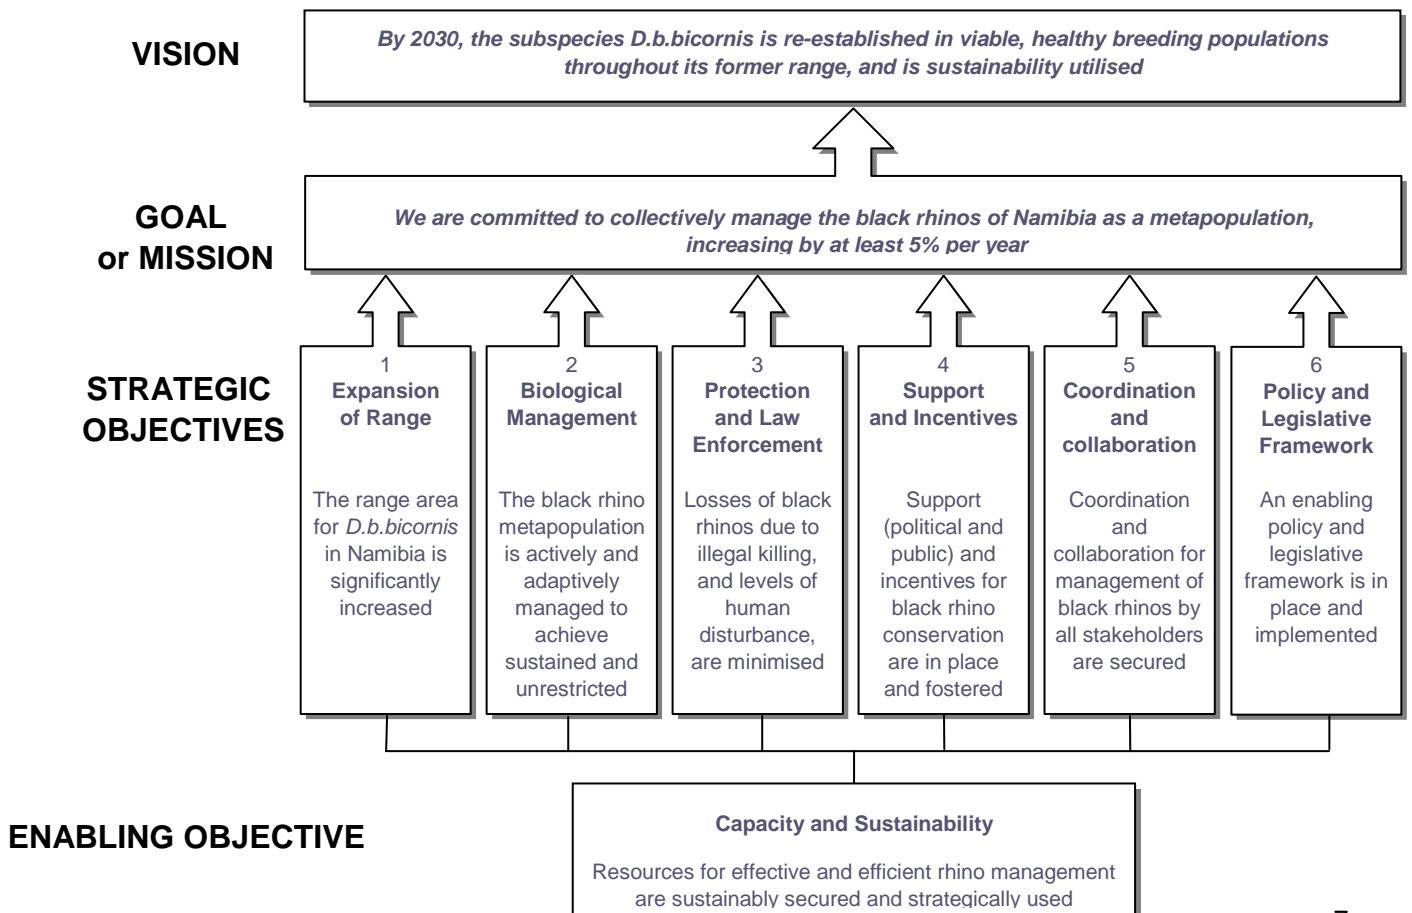 VISION
By 2030, the subspecies D.b.bicornis is re-established in viable, healthy breeding populations
throughout its former range, and is sustainability utilised
GOAL
or MISSION
We are committed to collectively manage the black rhinos of Namibia as a metapopulation,
increasing by at least 5% per year
STRATEGIC
OBJECTIVES
1
Expansion
of Range
The range area
for D.b.bicornis
in Namibia is
significantly
increased
2
Biological
Management
The black rhino
metapopulation
is actively and
adaptively
managed to
achieve
sustained and
unrestricted
3
Protection
and Law
Enforcement
Losses of black
rhinos due to
illegal killing,
and levels of
human
disturbance,
are minimised
4
Support
and Incentives
Support
(political and
public) and
incentives for
black rhino
conservation
are in place
and fostered
5
Coordination
and
collaboration
Coordination
and
collaboration for
management of
black rhinos by
all stakeholders
are secured
6
Policy and
Legislative
Framework
An enabling
policy and
legislative
framework is in
place and
implemented
ENABLING OBJECTIVE
Capacity and Sustainability
Resources for effective and efficient rhino management
are sustainably secured and strategically used